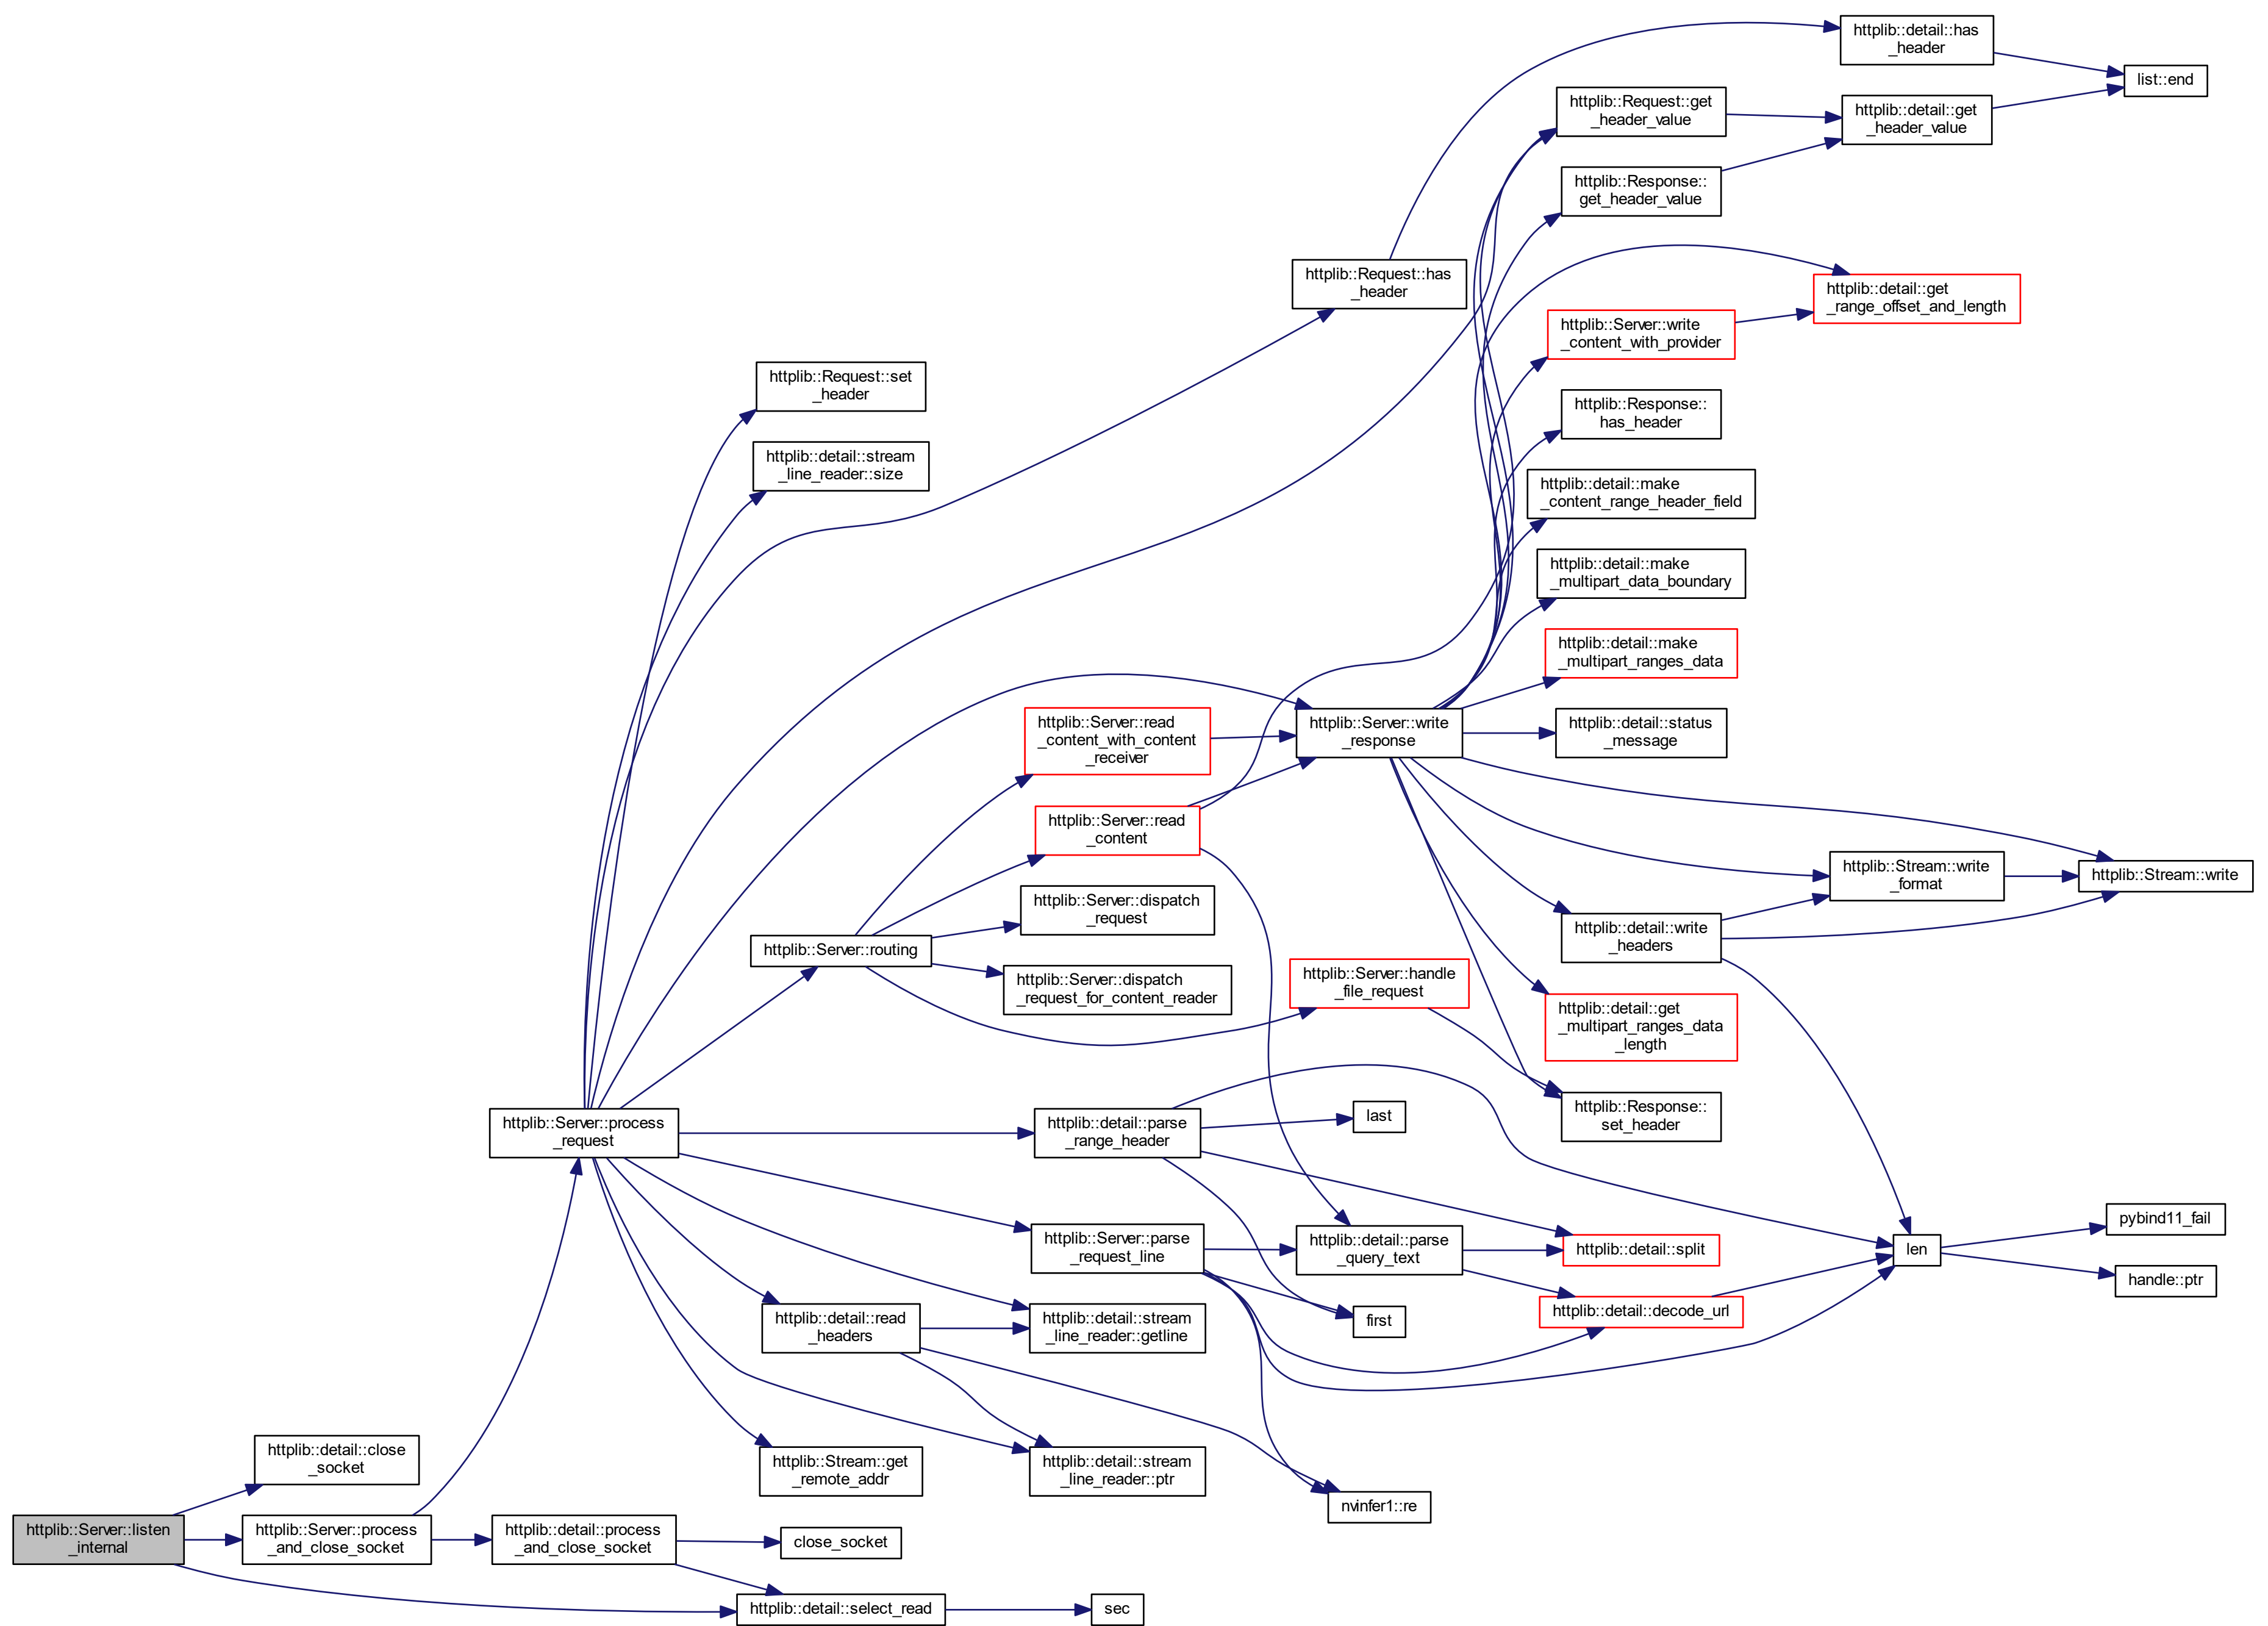 httplib::detail::has
_header
list::end
httplib::Request::get
_header_value
httplib::detail::get
_header_value
httplib::Response::
get_header_value
httplib::Request::has
_header
httplib::detail::get
_range_offset_and_length
httplib::Server::write
_content_with_provider
httplib::Request::set
_header
httplib::Response::
has_header
httplib::detail::stream
_line_reader::size
httplib::detail::make
_content_range_header_field
httplib::detail::make
_multipart_data_boundary
httplib::detail::make
_multipart_ranges_data
httplib::Server::read
_content_with_content
_receiver
httplib::Server::write
_response
httplib::detail::status
_message
httplib::Server::read
_content
httplib::Stream::write
_format
httplib::Stream::write
httplib::Server::dispatch
_request
httplib::detail::write
_headers
httplib::Server::routing
httplib::Server::dispatch
_request_for_content_reader
httplib::Server::handle
_file_request
httplib::detail::get
_multipart_ranges_data
_length
httplib::Response::
set_header
httplib::Server::process
_request
httplib::detail::parse
_range_header
last
pybind11_fail
httplib::Server::parse
_request_line
httplib::detail::parse
_query_text
httplib::detail::split
len
handle::ptr
httplib::detail::decode_url
httplib::detail::read
_headers
httplib::detail::stream
_line_reader::getline
first
httplib::detail::close
_socket
httplib::Stream::get
_remote_addr
httplib::detail::stream
_line_reader::ptr
nvinfer1::re
httplib::Server::listen
_internal
httplib::Server::process
_and_close_socket
httplib::detail::process
_and_close_socket
close_socket
httplib::detail::select_read
sec